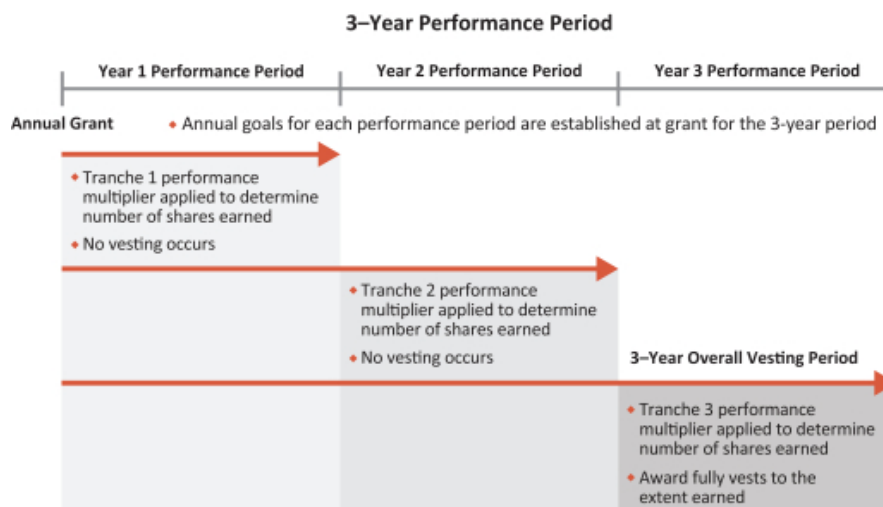 3–Year Performance Period
Year 1 Performance Period
Year 2 Performance Period
Year 3 Performance Period
Annual Grant
◆ Annual goals for each performance period are established at grant for the 3-year period
◆ Tranche 1 performance
multiplier applied to determine
number of shares earned
◆ No vesting occurs
◆ Tranche 2 performance
multiplier applied to determine
number of shares earned
◆ No vesting occurs
3–Year Overall Vesting Period
◆ Tranche 3 performance
multiplier applied to determine
number of shares earned
◆ Award fully vests to the
extent earned